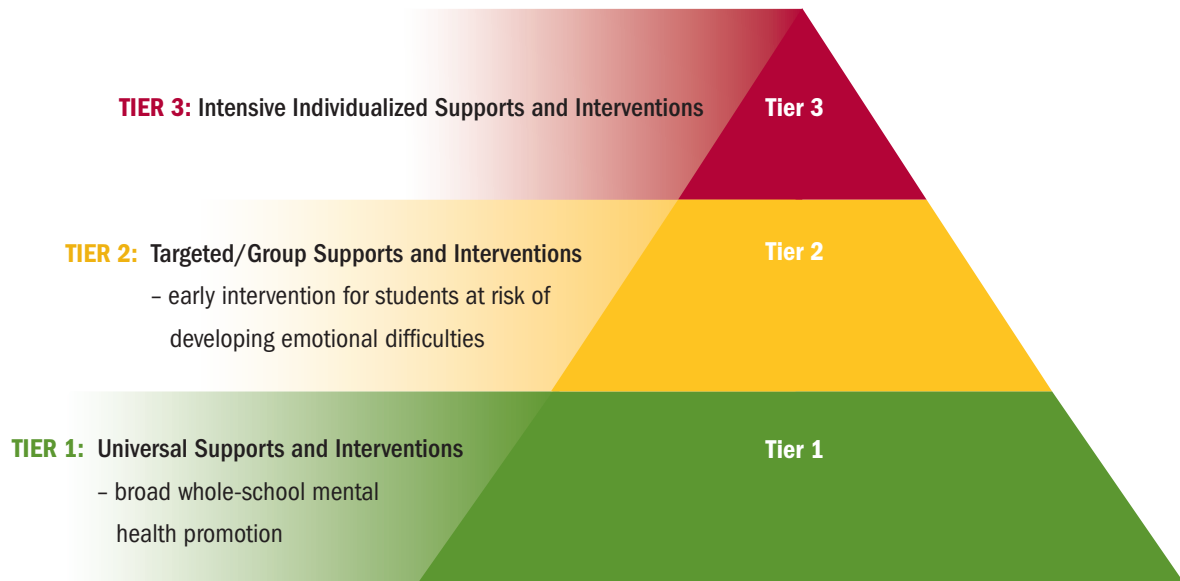 TIER 3: Intensive Individualized Supports and Interventions
Tier 3
TIER 2: Targeted/Group Supports and Interventions
Tier 2
– early intervention for students at risk of
developing emotional difficulties
TIER 1: Universal Supports and Interventions
Tier 1
– broad whole-school mental
health promotion